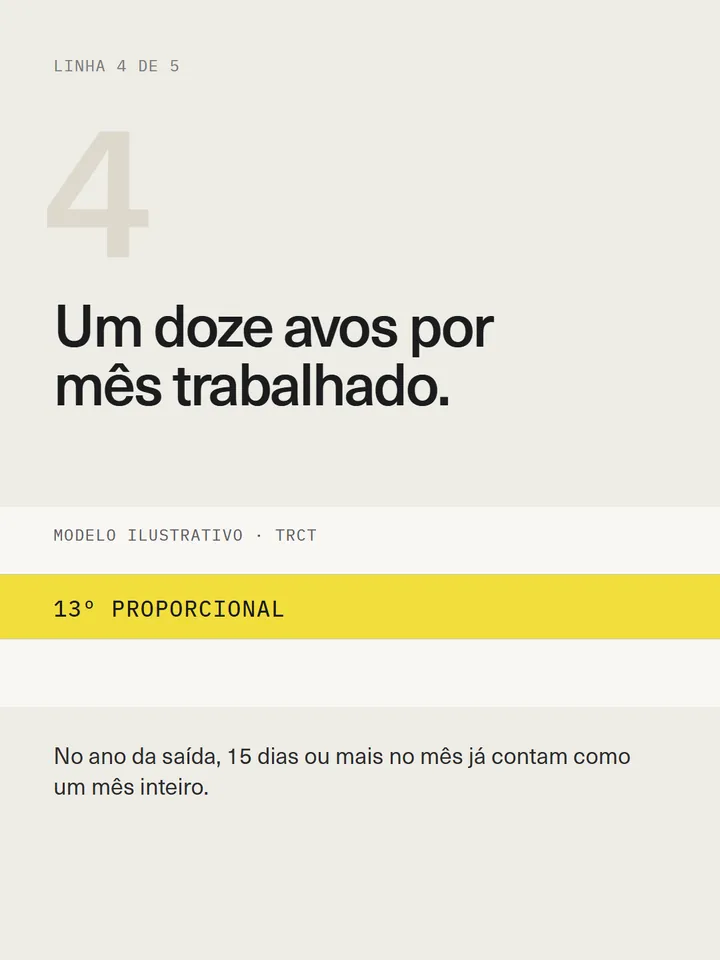 LINHA 4 DE 5
4
Um doze avos por
mês trabalhado.
MODELO ILUSTRATIVO · TRCT
13º PROPORCIONAL
No ano da saída, 15 dias ou mais no mês já contam como
um mês inteiro.